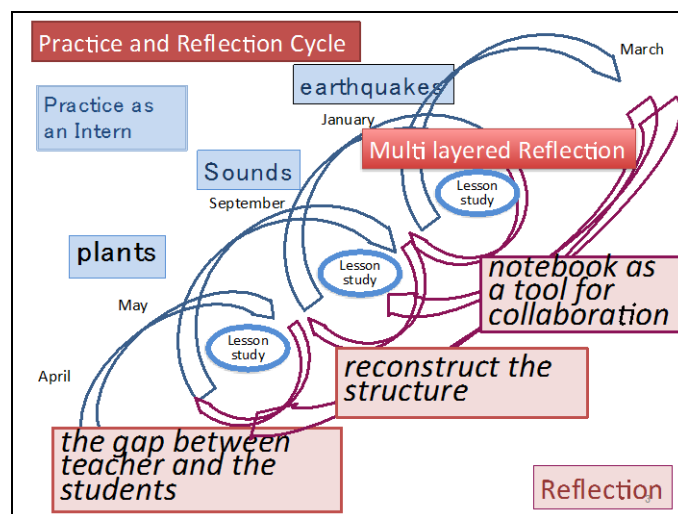 Practice and Reflection Cycle
March
earthquakes
Practice as
an Intern
January
Multi layered Reflection
Sounds
Lesson
study
September
plants
Lesson
study
notebook as
a tool for
collaboration
May
Lesson
study
reconstruct the
structure
April
the gap between
teacher and the
students
Reflection
3